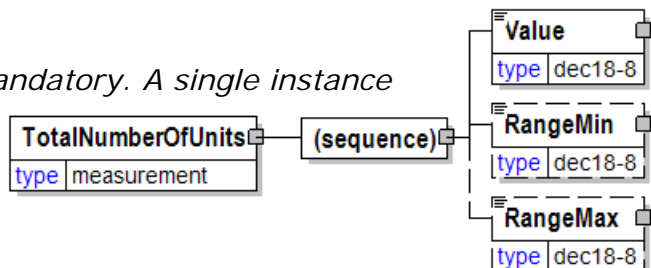 Value
type dec18-8
andatory. A single instance
RangeMin
TotalNumberOfUnits (sequence)
type dec18-8
type measurement
RangeMax
type dec18-8